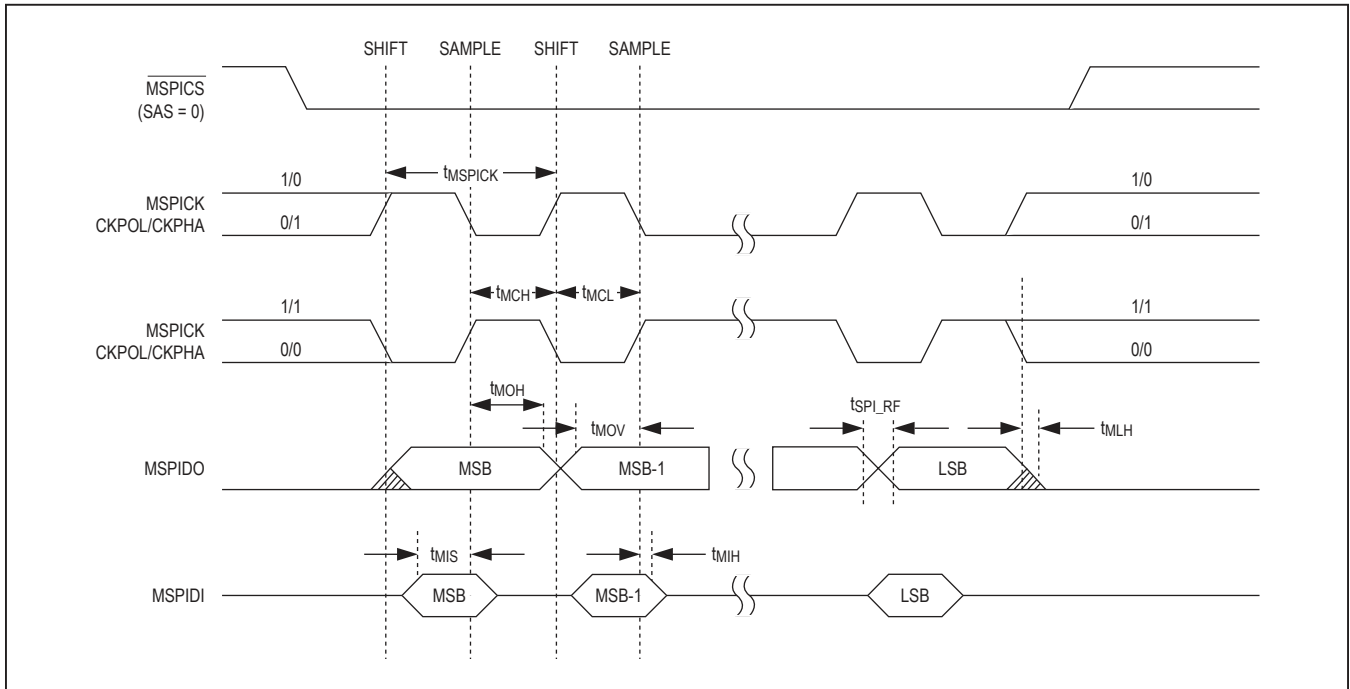 SHIFT SAMPLE SHIFT SAMPLE
MSPICS
(SAS = 0)
tMSPICK
1/0 1/0
MSPICK
CKPOL/CKPHA 0/1 0/1
tMCH tMCL
1/1 1/1
MSPICK
CKPOL/CKPHA 0/0 0/0
tMOH tSPI_RF
tMOV tMLH
MSPIDO MSB MSB-1 LSB
tMIS tMIH
MSPIDI MSB MSB-1 LSB